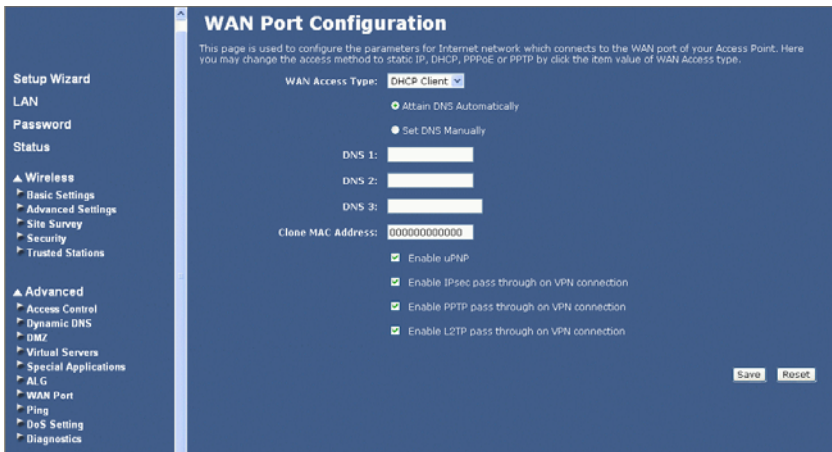 Setup Wizard
LAN
Password
Status
Wireless
Basic Settings
Advanced Settings
Site Survey
Security
Trusted Stations
Advanced
Access Control
Dynamic DNS
DMZ
Virtual Servers
Special Applications
ALG
WAN Port
Ping
DoS Setting
Diagnostics
WAN Port Configuration
This page is used to configure the parameters for Internet network which connects to the WAN port of your Access Point. Here
you may change the access method to static IP, DHCP, PPPoE or PPTP by click the item value of WAN Access type.
WAN Access Type: DHCP Client
Attain DNS Automatically
Set DNS Manually
DNS 1:
DNS 2:
DNS 3:
Clone MAC Address: 000000000000
Enable uPNP
Enable IPsec pass through on VPN connection
Enable PPTP pass through on VPN connection
Enable L2TP pass through on VPN connection
Save Reset